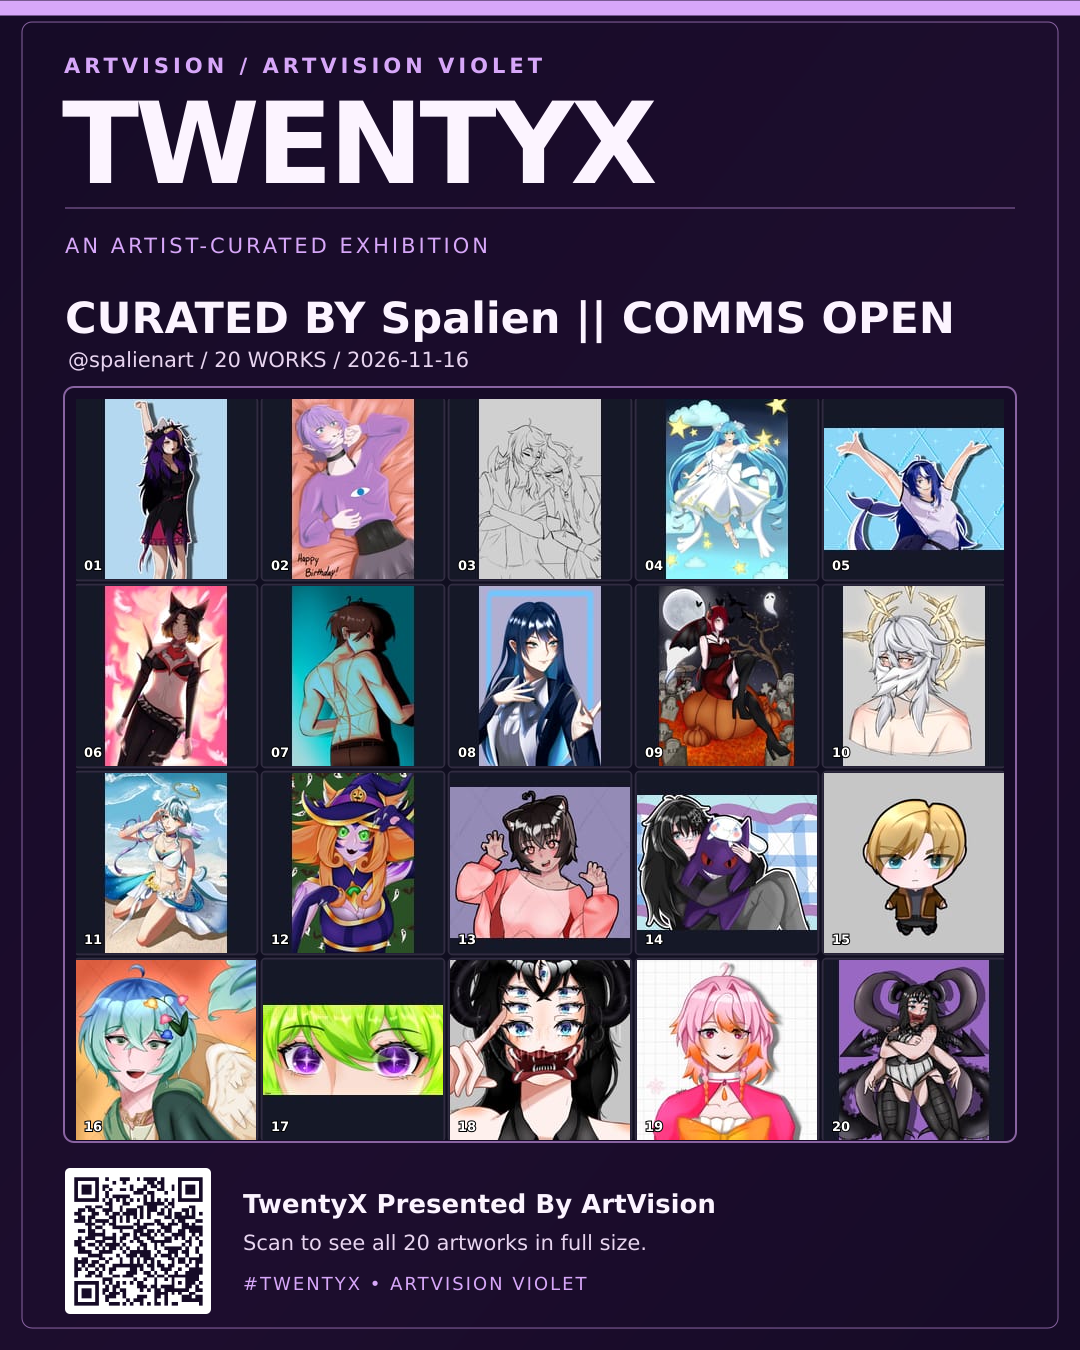 ARTVISION / ARTVISION VIOLET
TWENTYX
AN ARTIST-CURATED EXHIBITION
CURATED BY Spalien || COMMS OPEN
@spalienart / 20 WORKS / 2026-11-16
01
02
Happy
Birthday!
03
04
05
06
07
08
09
10
11
12
13
14
15
16
17
18
19
20
TwentyX Presented By ArtVision
Scan to see all 20 artworks in full size.
#TWENTYX • ARTVISION VIOLET